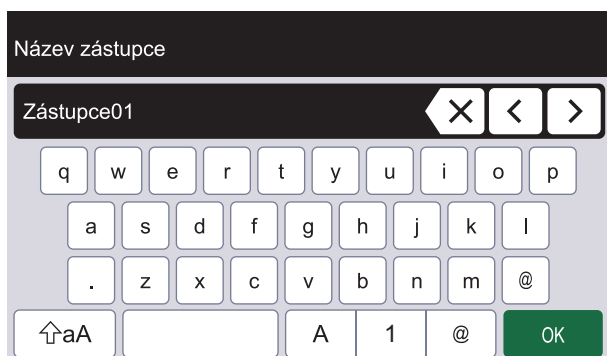 Název zástupce
Zástupce01
q w e r t y u i o p
a s d f g h j k l
. z x c v b n m @
aA A 1 @ OK